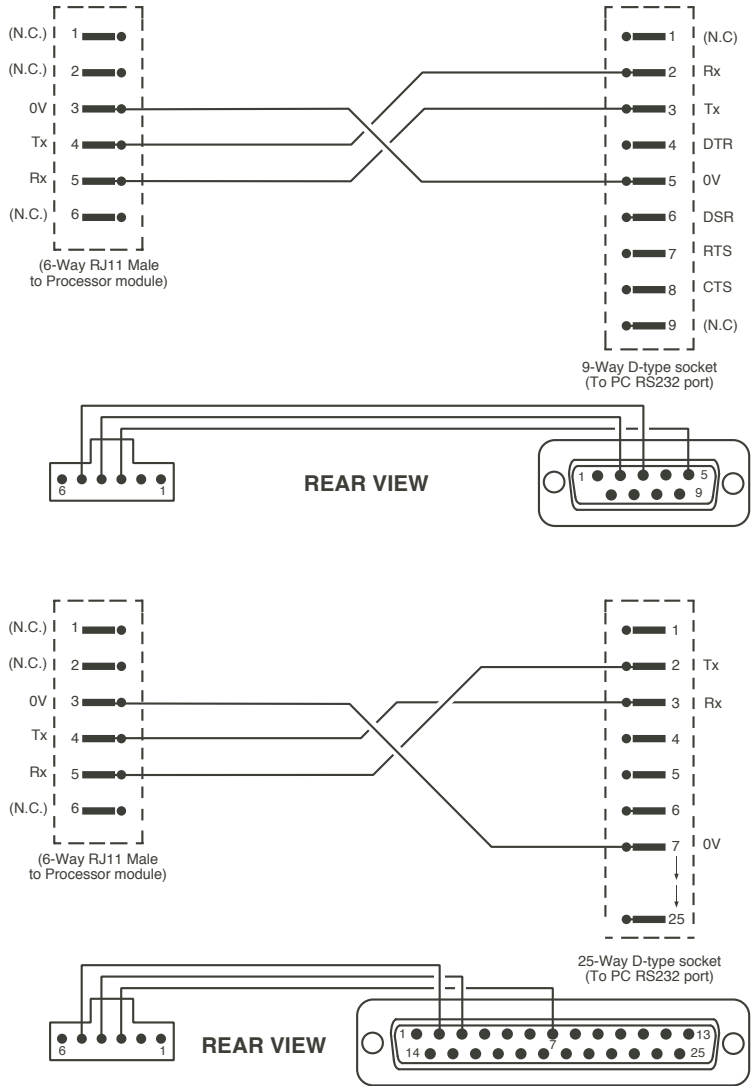 (N.C.) 1
(N.C.) 2
0V 3
Tx 4
Rx 5
(N.C.) 6
(6-Way RJ11 Male
to Processor module)
1 (N.C)
2 Rx
3 Tx
4 DTR
5 0V
6 DSR
7 RTS
8 CTS
9 (N.C)
9-Way D-type socket
(To PC RS232 port)
6 1
REAR VIEW
1 5
9
(N.C.) 1
(N.C.) 2
0V 3
Tx 4
Rx 5
(N.C.) 6
(6-Way RJ11 Male
to Processor module)
1
2 Tx
3 Rx
4
5
6
7 0V
25
25-Way D-type socket
(To PC RS232 port)
6 1
REAR VIEW
1 7 13
14 25